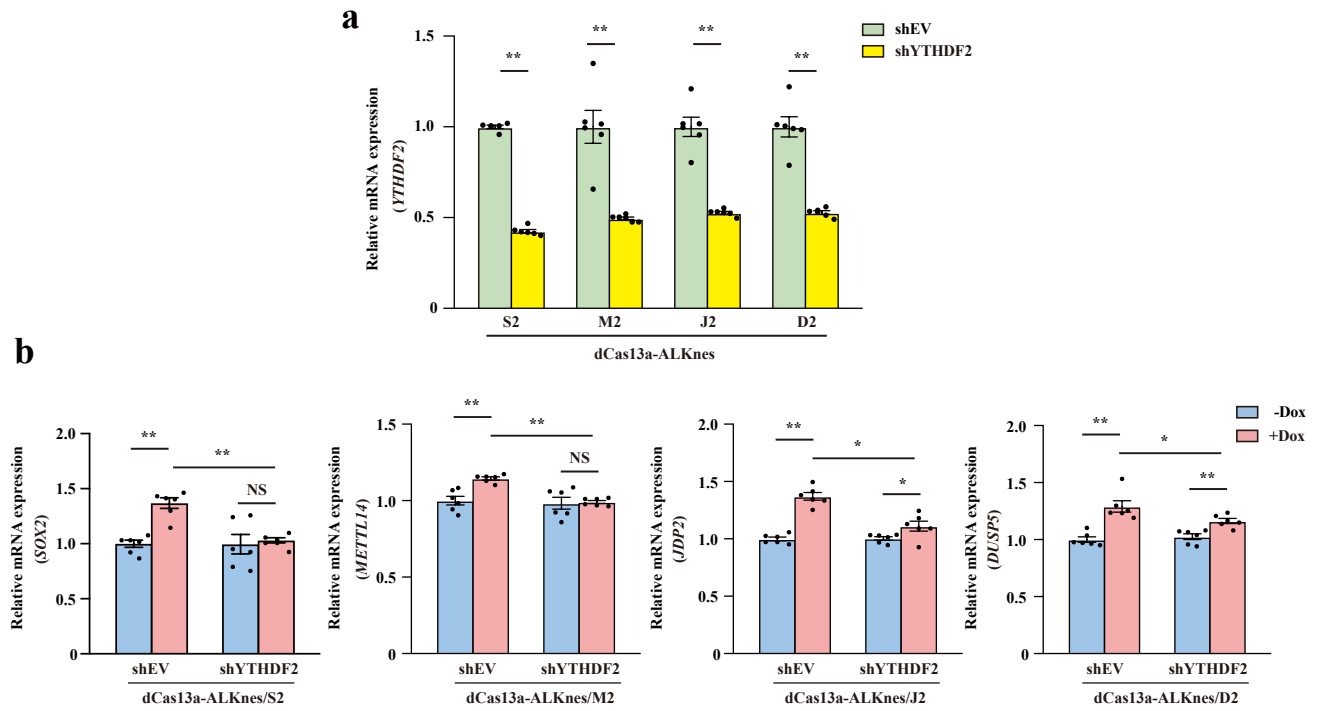 a
Relative mRNA expression
(YTHDF2)
1.5
1.0
0.5
0
**
**
**
**
shEV
shYTHDF2
S2
M2
J2
D2
dCas13a-ALKnes
b
Relative mRNA expression
(SOX2)
2.0
1.5
1.0
0.5
0
**
**
NS
shEV
shYTHDF2
dCas13a-ALKnes/S2
Relative mRNA expression
(METTL14)
1.5
1.0
0.5
0
**
**
NS
shEV
shYTHDF2
dCas13a-ALKnes/M2
Relative mRNA expression
(JDP2)
2.0
1.5
1.0
0.5
0
**
*
*
shEV
shYTHDF2
dCas13a-ALKnes/J2
Relative mRNA expression
(DUSP5)
2.0
1.5
1.0
0.5
0
**
*
**
shEV
shYTHDF2
dCas13a-ALKnes/D2
-Dox
+Dox